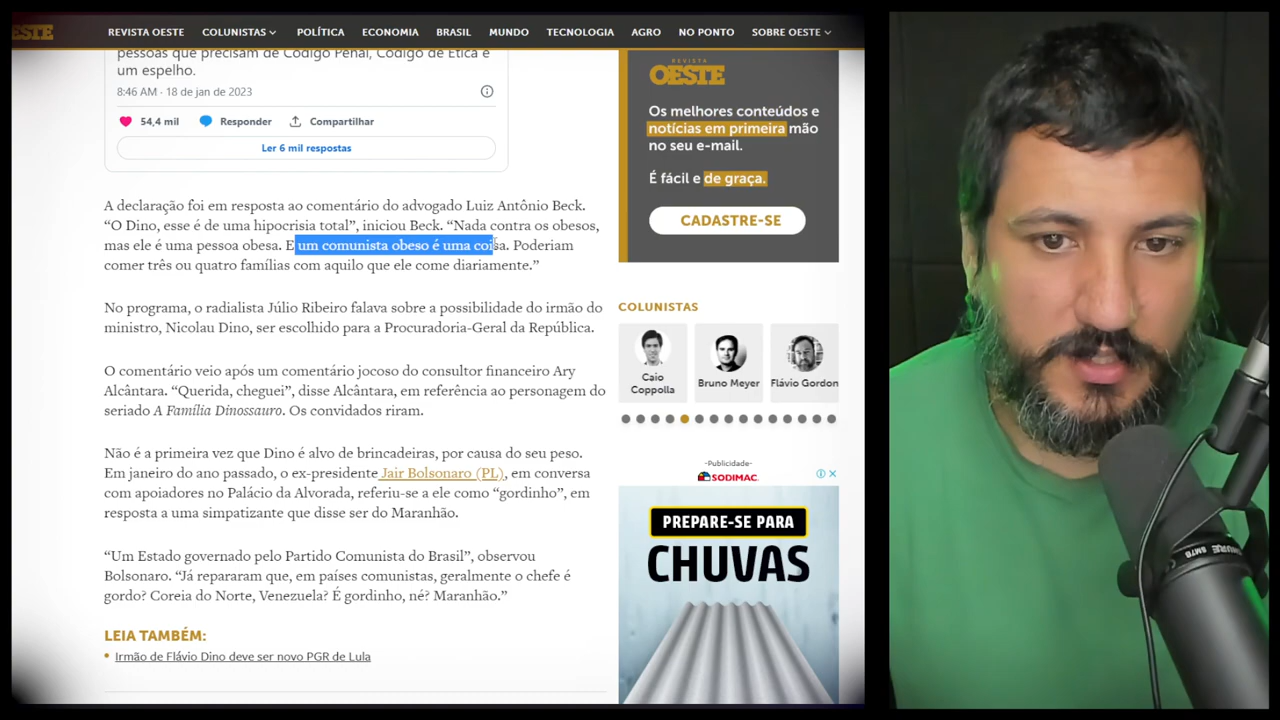 ESTE
REVISTA OESTE COLUNISTAS POLÍTICA ECONOMIA BRASIL MUNDO TECNOLOGIA AGRO NO PONTO SOBRE OESTE
pessoas que precisam de Código Penal, Código de Ética e
um espelho.
8:46 AM · 18 de jan de 2023
54,4 mil Responder Compartilhar
Ler 6 mil respostas
A declaração foi em resposta ao comentário do advogado Luiz Antônio Beck.
“O Dino, esse é de uma hipocrisia total”, iniciou Beck. “Nada contra os obesos,
mas ele é uma pessoa obesa. E um comunista obeso é uma coisa. Poderiam
comer três ou quatro famílias com aquilo que ele come diariamente.”
No programa, o radialista Júlio Ribeiro falava sobre a possibilidade do irmão do
ministro, Nicolau Dino, ser escolhido para a Procuradoria-Geral da República.
O comentário veio após um comentário jocoso do consultor financeiro Ary
Alcântara. “Querida, cheguei”, disse Alcântara, em referência ao personagem do
seriado A Família Dinossauro. Os convidados riram.
Não é a primeira vez que Dino é alvo de brincadeiras, por causa do seu peso.
Em janeiro do ano passado, o ex-presidente Jair Bolsonaro (PL), em conversa
com apoiadores no Palácio da Alvorada, referiu-se a ele como “gordinho”, em
resposta a uma simpatizante que disse ser do Maranhão.
“Um Estado governado pelo Partido Comunista do Brasil”, observou
Bolsonaro. “Já repararam que, em países comunistas, geralmente o chefe é
gordo? Coreia do Norte, Venezuela? É gordinho, né? Maranhão.”
LEIA TAMBÉM:
Irmão de Flávio Dino deve ser novo PGR de Lula
REVISTA
OESTE
Os melhores conteúdos e
notícias em primeira mão
no seu e-mail.
É fácil e de graça.
CADASTRE-SE
COLUNISTAS
Caio
Coppolla
Bruno Meyer
Flávio Gordon
-Publicidade-
SODIMAC
PREPARE-SE PARA
CHUVAS
SHURE SM7B